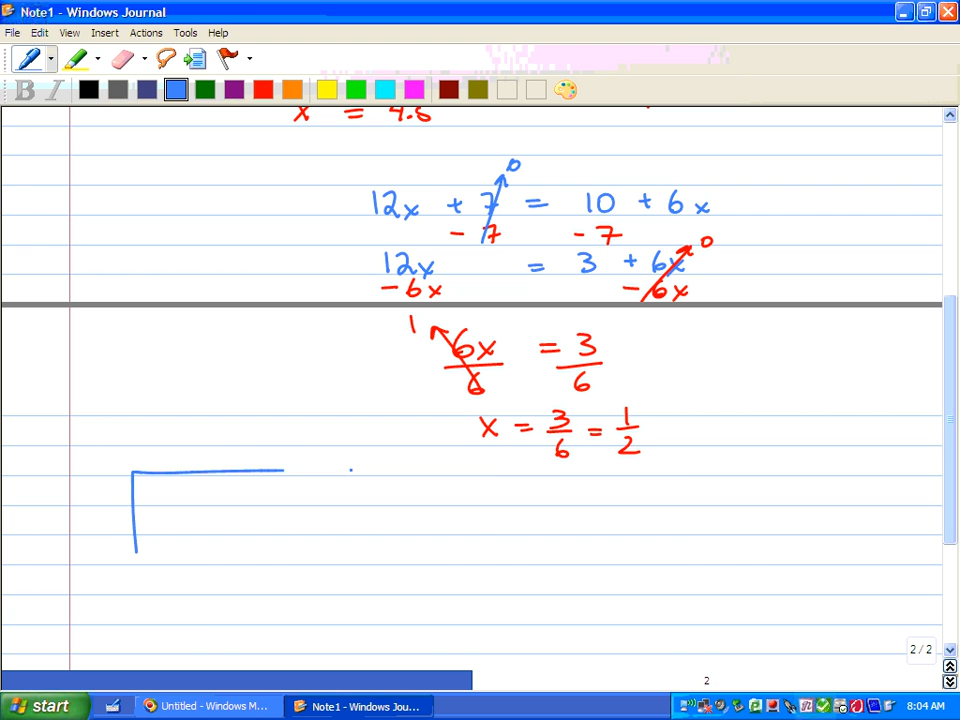 Note1 - Windows Journal
File Edit View Insert Actions Tools Help
B I
x = 4.5
0
12x + 7 = 10 + 6x
- 7 - 7
0
12x = 3 + 6x
- 6x - 6x
1
6x = 3
6 6
x = 3/6 = 1/2
2 / 2
2
start
Untitled - Windows M...
Note1 - Windows Jou...
8:04 AM